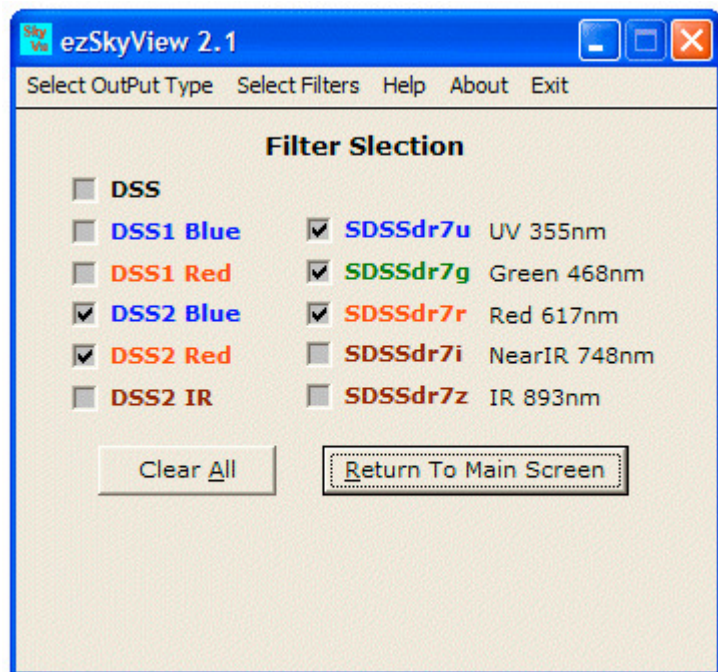 Sky
Vu
ezSkyView 2.1
Select OutPut Type Select Filters Help About Exit
Filter Slection
DSS
DSS1 Blue SDSSdr7u UV 355nm
DSS1 Red SDSSdr7g Green 468nm
DSS2 Blue SDSSdr7r Red 617nm
DSS2 Red SDSSdr7i NearIR 748nm
DSS2 IR SDSSdr7z IR 893nm
Clear All Return To Main Screen